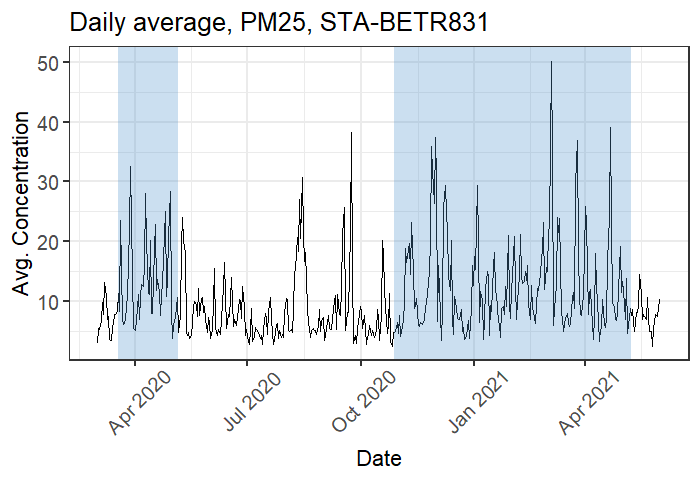 Daily average, PM25, STA-BETR831
Avg. Concentration
50
40
30
20
10
Apr 2020
Jul 2020
Oct 2020
Jan 2021
Apr 2021
Date